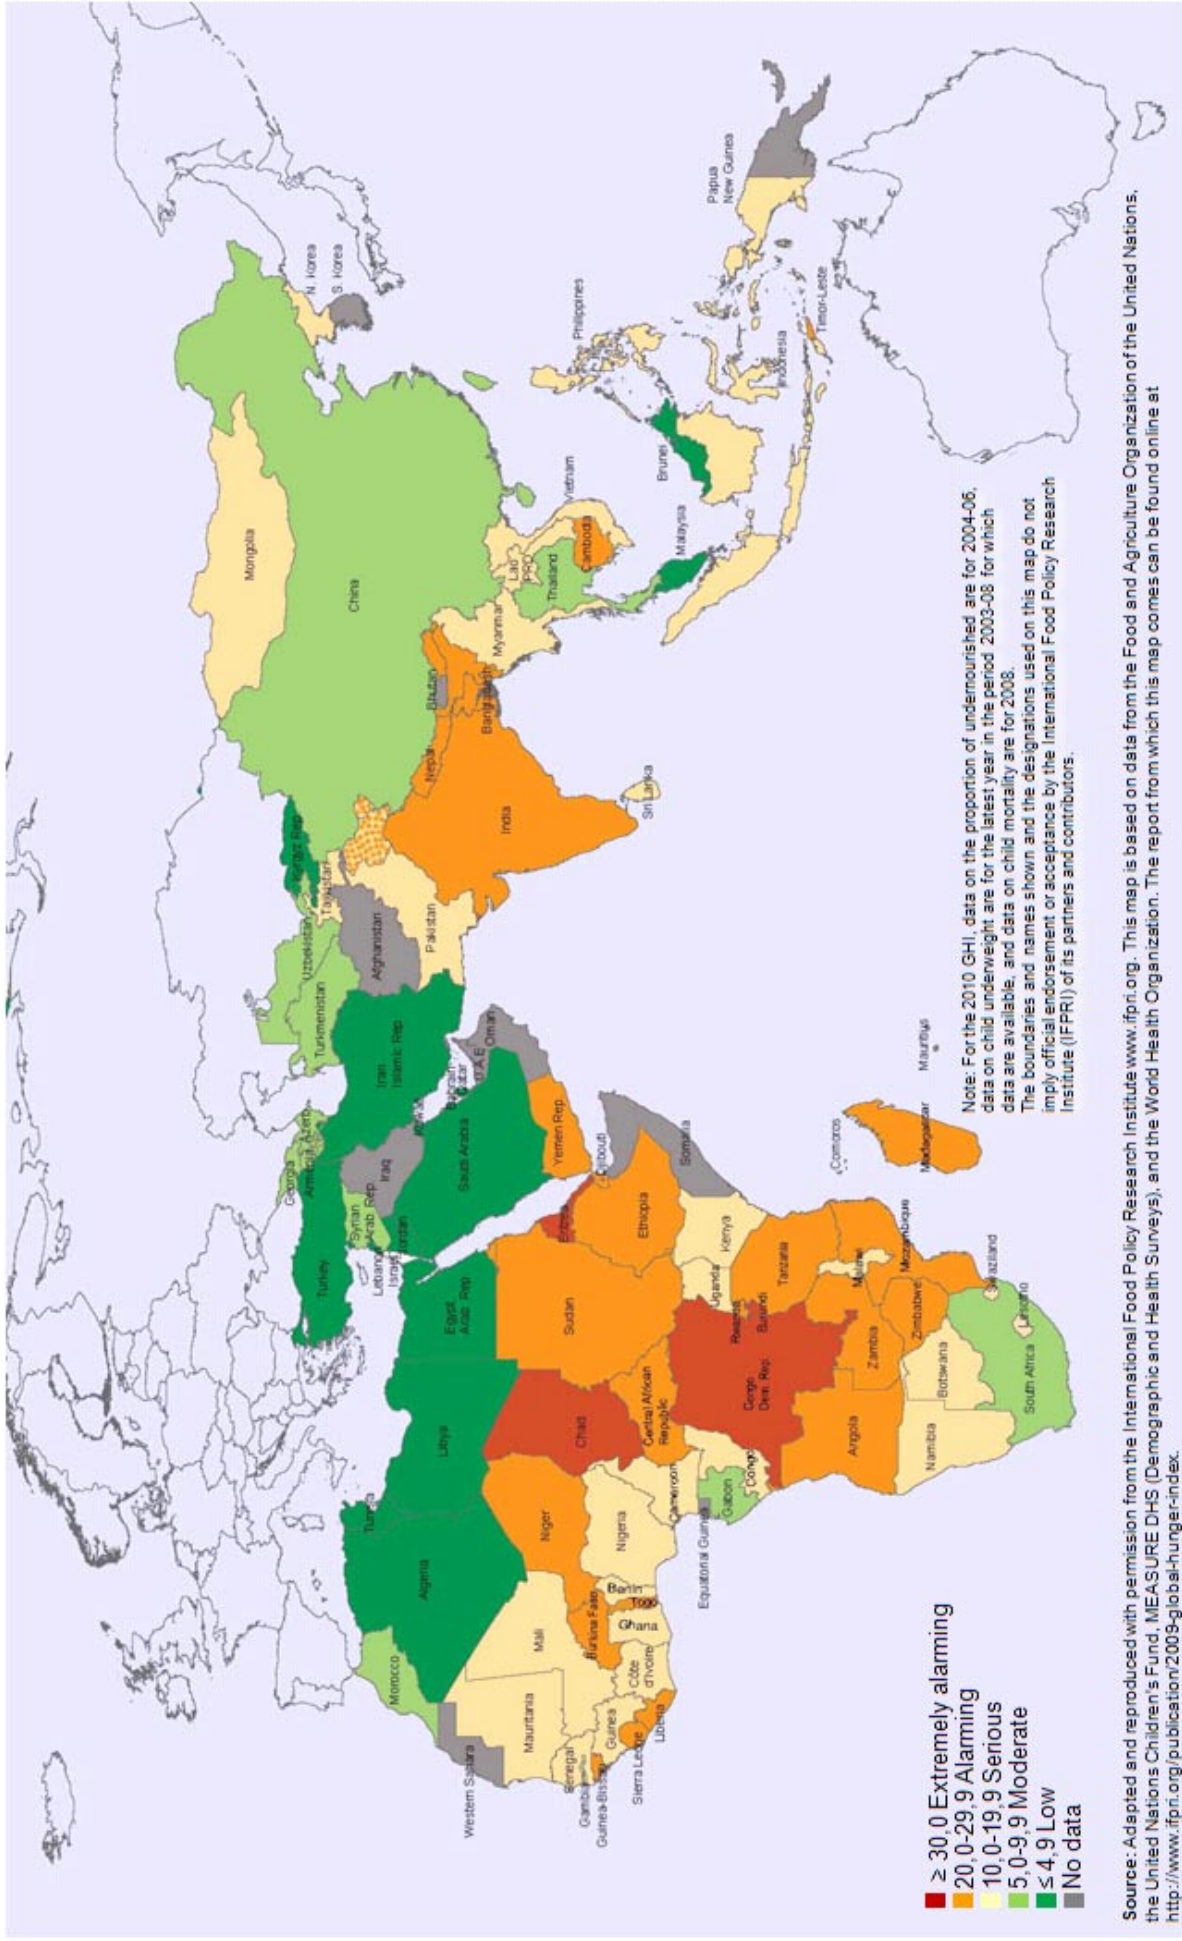 Mongolia
China
N. Korea
S. Korea
Kyrgyz Rep
Tajikistan
Uzbekistan
Turkmenistan
Afghanistan
Pakistan
Nepal
Bhutan
India
Sri Lanka
Myanmar
Lao
PRD
Thailand
Cambodia
Vietnam
Philippines
Brunei
Malaysia
Indonesia
Timor-Leste
Papua
New Guinea
Georgia
Turkey
Syrian
Arab Rep
Iraq
Iran
Islamic Rep
Jordan
Saudi Arabia
U.A.E
Oman
Yemen Rep.
Morocco
Algeria
Tunisia
Libya
Egypt
Arab Rep
Western Sahara
Mauritania
Mali
Niger
Chad
Sudan
Eritrea
Djibouti
Ethiopia
Somalia
Senegal
Gambia
Guinea-Bissau
Guinea
Sierra Leone
Liberia
Côte
d'Ivoire
Burkina Faso
Ghana
Togo
Benin
Nigeria
Cameroon
Central African
Republic
Equatorial Guinea
Gabon
Congo
Congo
Dem. Rep.
Uganda
Kenya
Rwanda
Burundi
Tanzania
Angola
Zambia
Malawi
Mozambique
Zimbabwe
Botswana
Namibia
South Africa
Lesotho
Swaziland
Comoros
Madagascar
Mauritius
≥ 30,0 Extremely alarming
20,0-29,9 Alarming
10,0-19,9 Serious
5,0-9,9 Moderate
≤ 4,9 Low
No data
Note: For the 2010 GHI, data on the proportion of undernourished are for 2004-06,
data on child underweight are for the latest year in the period 2003-08 for which
data are available, and data on child mortality are for 2008.
The boundaries and names shown and the designations used on this map do not
imply official endorsement or acceptance by the International Food Policy Research
Institute (IFPRI) of its partners and contributors.
Source: Adapted and reproduced with permission from the International Food Policy Research Institute www.ifpri.org. This map is based on data from the Food and Agriculture Organization of the United Nations,
the United Nations Children's Fund, MEASURE DHS (Demographic and Health Surveys), and the World Health Organization. The report from which this map comes can be found online at
http://www.ifpri.org/publication/2009-global-hunger-index.